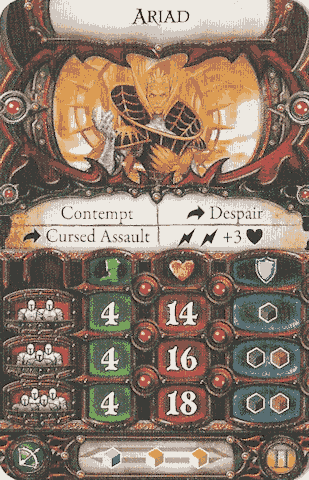 ARIAD
Contempt
Despair
Cursed Assault
+3
4 14
4 16
4 18
II